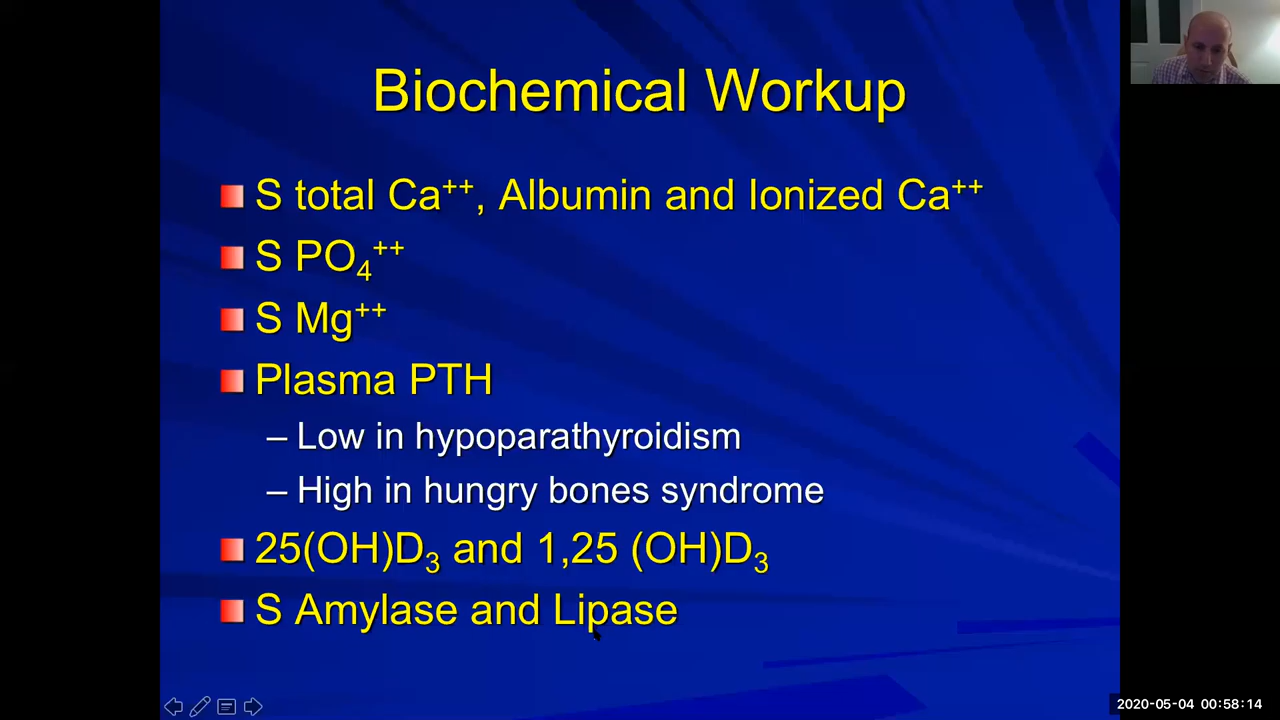 Biochemical Workup
S total Ca⁺⁺, Albumin and Ionized Ca⁺⁺
S PO₄⁺⁺
S Mg⁺⁺
Plasma PTH
– Low in hypoparathyroidism
– High in hungry bones syndrome
25(OH)D₃ and 1,25 (OH)D₃
S Amylase and Lipase
2020-05-04 00:58:14